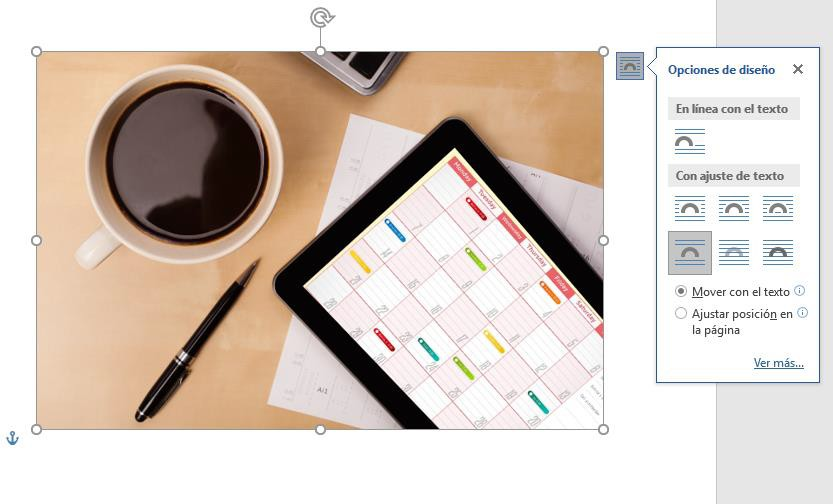 Opciones de diseño
En línea con el texto
Con ajuste de texto
Mover con el texto
Ajustar posición en
la página
Ver más...
Monday
Tuesday
Wednesday
Thursday
Friday
Saturday